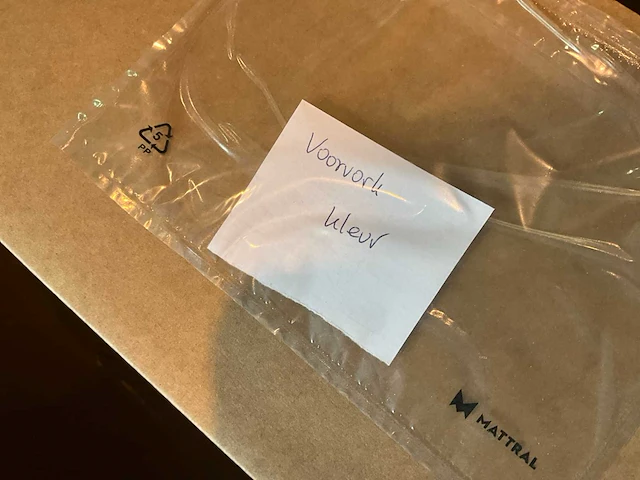 5
PP
Voorvork
kleur
MATTRAL